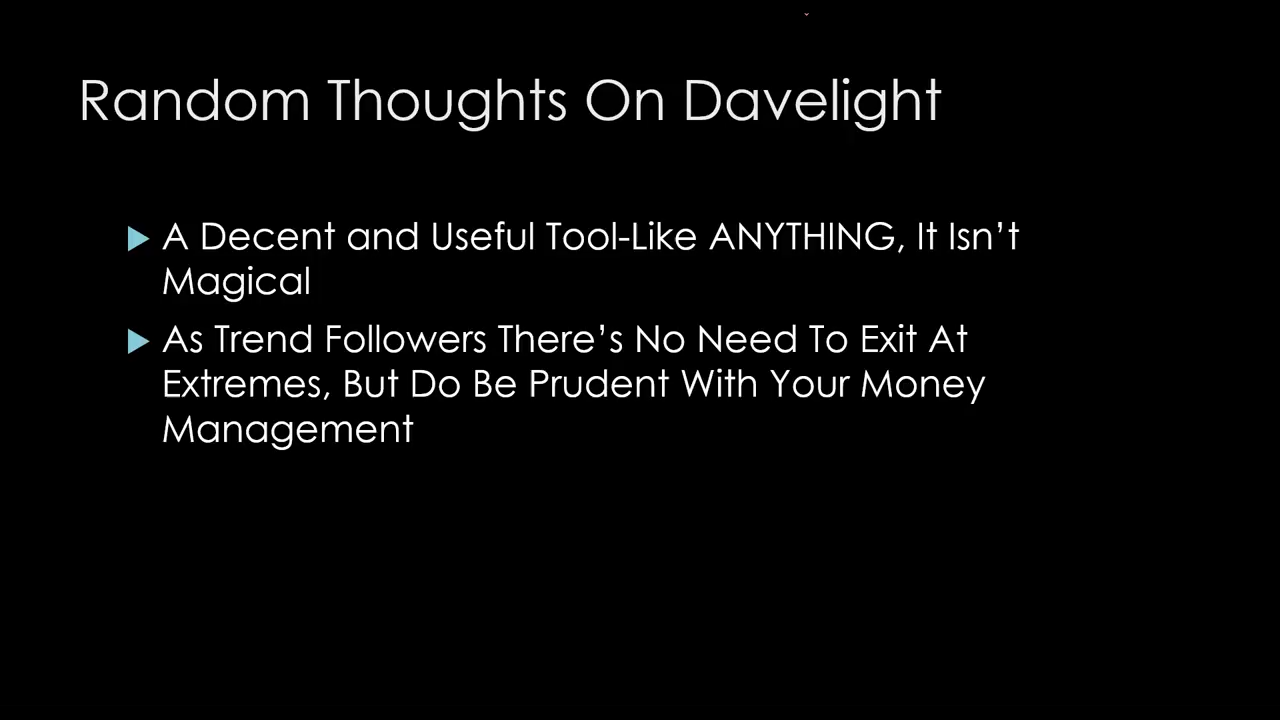 Random Thoughts On Davelight
A Decent and Useful Tool-Like ANYTHING, It Isn’t
Magical
As Trend Followers There’s No Need To Exit At
Extremes, But Do Be Prudent With Your Money
Management